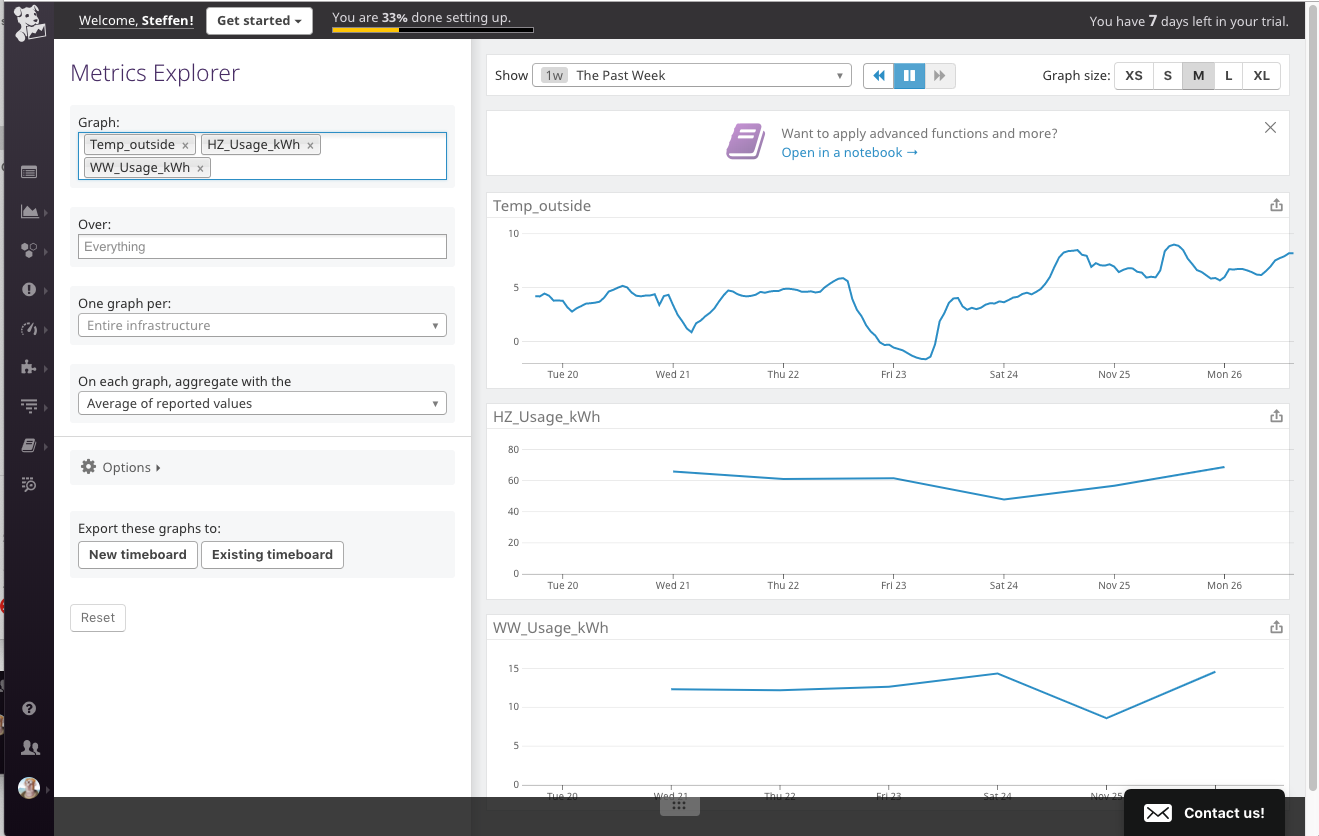 Welcome, Steffen!
Get started
You are 33% done setting up.
You have 7 days left in your trial.
Metrics Explorer
Graph:
Temp_outside × HZ_Usage_kWh ×
WW_Usage_kWh ×
Over:
Everything
One graph per:
Entire infrastructure
On each graph, aggregate with the
Average of reported values
Options
Export these graphs to:
New timeboard Existing timeboard
Reset
Show 1w The Past Week
Graph size: XS S M L XL
Want to apply advanced functions and more?
Open in a notebook →
Temp_outside
10
5
0
Tue 20 Wed 21 Thu 22 Fri 23 Sat 24 Nov 25 Mon 26
HZ_Usage_kWh
80
60
40
20
0
Tue 20 Wed 21 Thu 22 Fri 23 Sat 24 Nov 25 Mon 26
WW_Usage_kWh
15
10
5
0
Tue 20 Wed 21 Thu 22 Fri 23 Sat 24 Nov 25
Contact us!